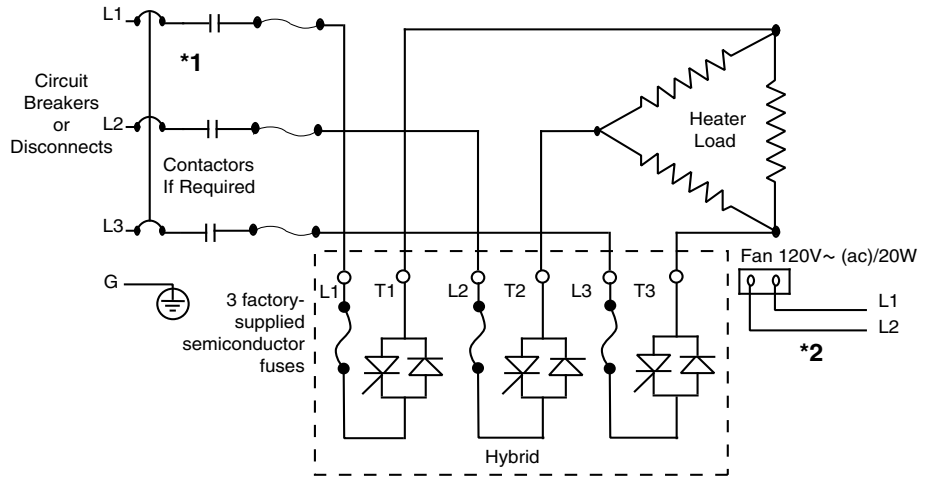 L1
*1
Circuit
Breakers
or
Disconnects
L2
Contactors
If Required
L3
G
Heater
Load
3 factory-
supplied
semiconductor
fuses
L1
T1
L2
T2
L3
T3
Fan 120V~ (ac)/20W
L1
L2
*2
Hybrid